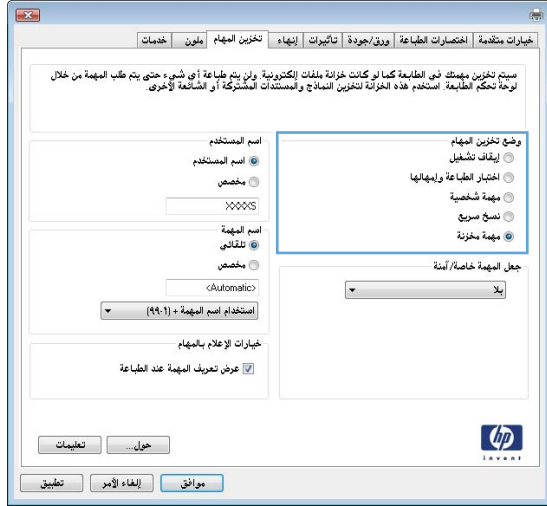 خيارات متقدمة اختصارات الطباعة ورق/جودة تأثيرات إنهاء تخزين المهام ملون خدمات
سيتم تخزين مهمتك في الطابعة كما لو كانت خزانة ملفات إلكترونية. ولن يتم طباعة أي شيء حتى يتم طلب المهمة من خلال
لوحة تحكم الطابعة. استخدم هذه الخزانة لتخزين النماذج والمستندات المشتركة أو الشائعة الأخرى.
وضع تخزين المهام
إيقاف تشغيل
اختبار الطباعة وإمهالها
مهمة شخصية
نسخ سريع
مهمة مخزنة
جعل المهمة خاصة/آمنة
بلا
اسم المستخدم
اسم المستخدم
مخصص
XXXXS
اسم المهمة
تلقائي
مخصص
<Automatic>
استخدام اسم المهمة + (١-٩٩)
خيارات الإعلام بالمهام
عرض تعريف المهمة عند الطباعة
hp
invent
حول...
تعليمات
موافق
إلغاء الأمر
تطبيق